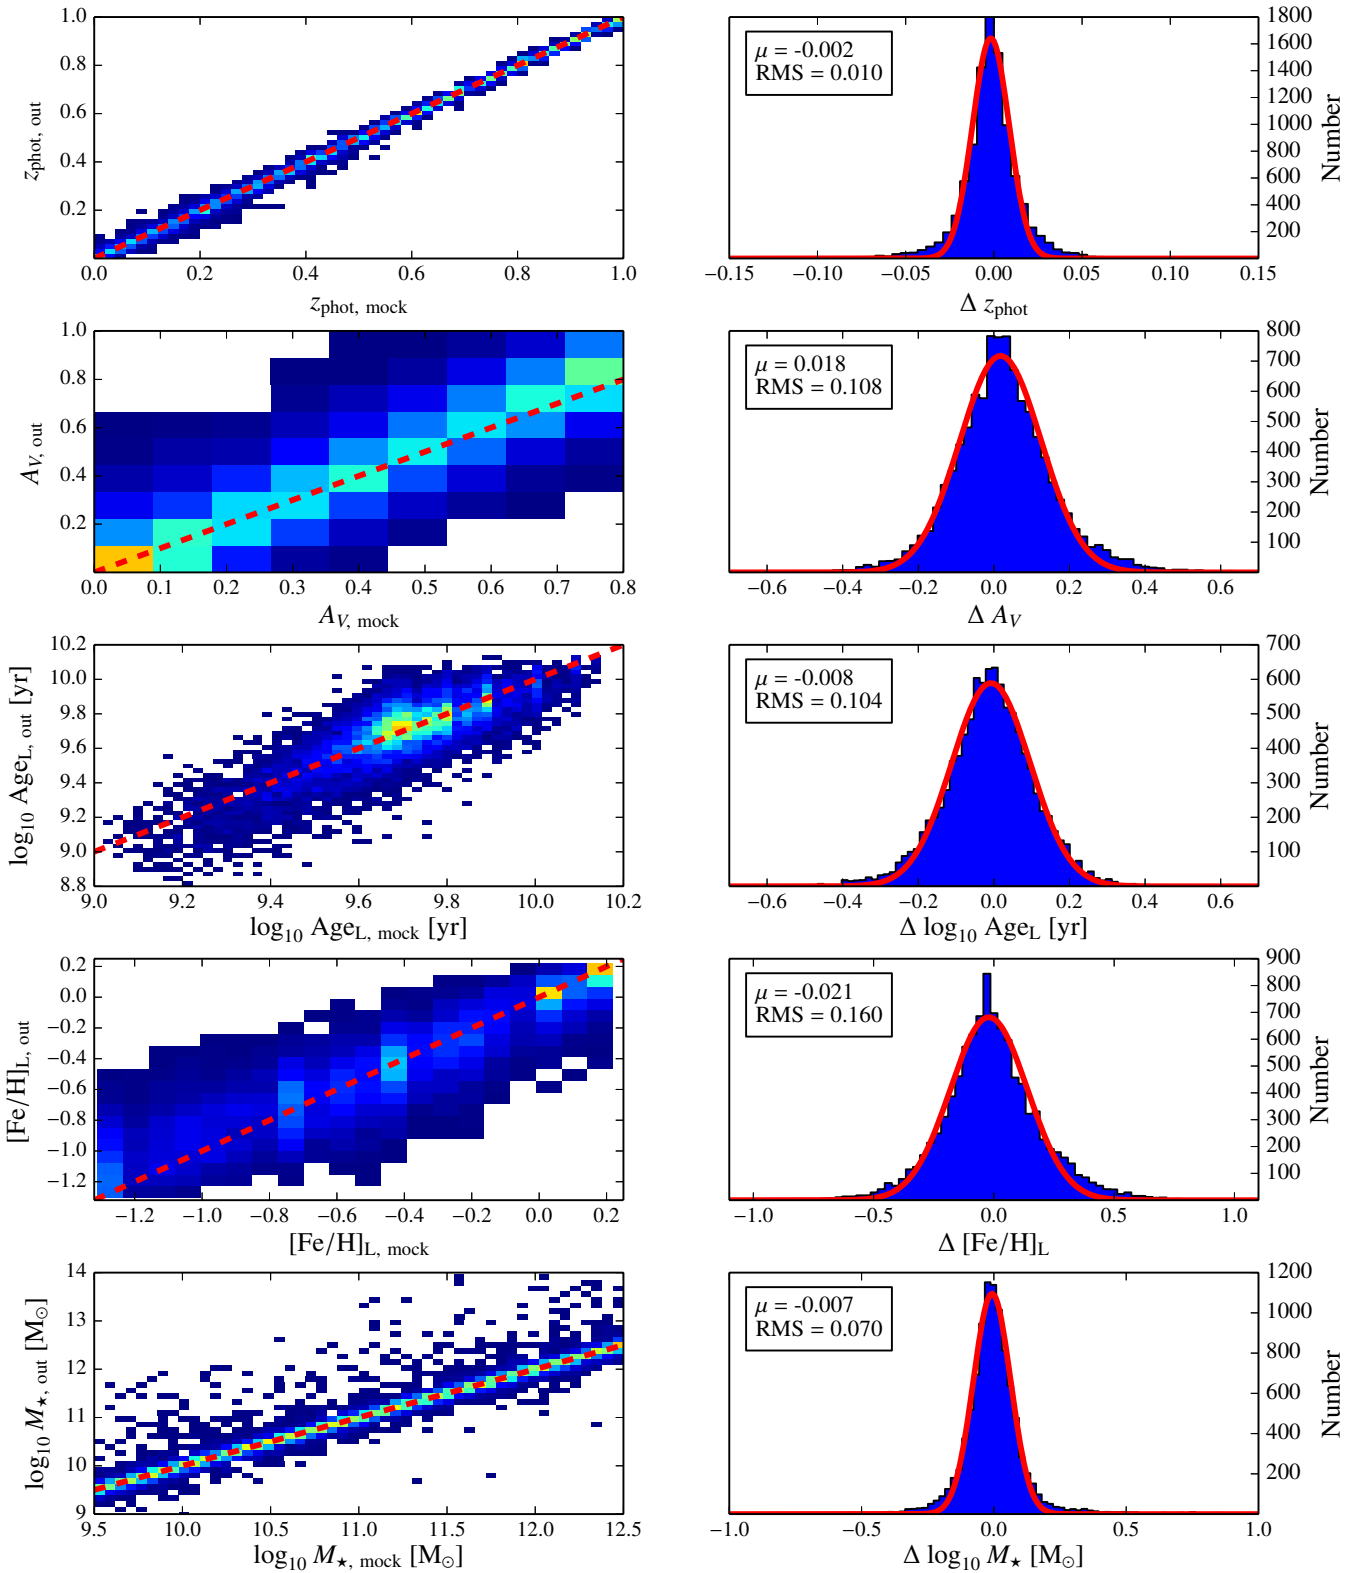 1.0
0.8
0.6
0.4
0.2
z_phot, out
0.0 0.2 0.4 0.6 0.8 1.0
z_phot, mock
μ = -0.002
RMS = 0.010
1800
1600
1400
1200
1000
800
600
400
200
Number
−0.15 −0.10 −0.05 0.00 0.05 0.10 0.15
Δ z_phot
1.0
0.8
0.6
0.4
0.2
A_V, out
0.0 0.1 0.2 0.3 0.4 0.5 0.6 0.7 0.8
A_V, mock
μ = 0.018
RMS = 0.108
800
700
600
500
400
300
200
100
Number
−0.6 −0.4 −0.2 0.0 0.2 0.4 0.6
Δ A_V
10.2
10.0
9.8
9.6
9.4
9.2
9.0
8.8
log₁₀ Age_L, out [yr]
9.0 9.2 9.4 9.6 9.8 10.0 10.2
log₁₀ Age_L, mock [yr]
μ = -0.008
RMS = 0.104
700
600
500
400
300
200
100
Number
−0.6 −0.4 −0.2 0.0 0.2 0.4 0.6
Δ log₁₀ Age_L [yr]
0.2
0.0
−0.2
−0.4
−0.6
−0.8
−1.0
−1.2
[Fe/H]_L, out
−1.2 −1.0 −0.8 −0.6 −0.4 −0.2 0.0 0.2
[Fe/H]_L, mock
μ = -0.021
RMS = 0.160
900
800
700
600
500
400
300
200
100
Number
−1.0 −0.5 0.0 0.5 1.0
Δ [Fe/H]_L
14
13
12
11
10
9
log₁₀ M_★, out [M_⊙]
9.5 10.0 10.5 11.0 11.5 12.0 12.5
log₁₀ M_★, mock [M_⊙]
μ = -0.007
RMS = 0.070
1200
1000
800
600
400
200
Number
−1.0 −0.5 0.0 0.5 1.0
Δ log₁₀ M_★ [M_⊙]